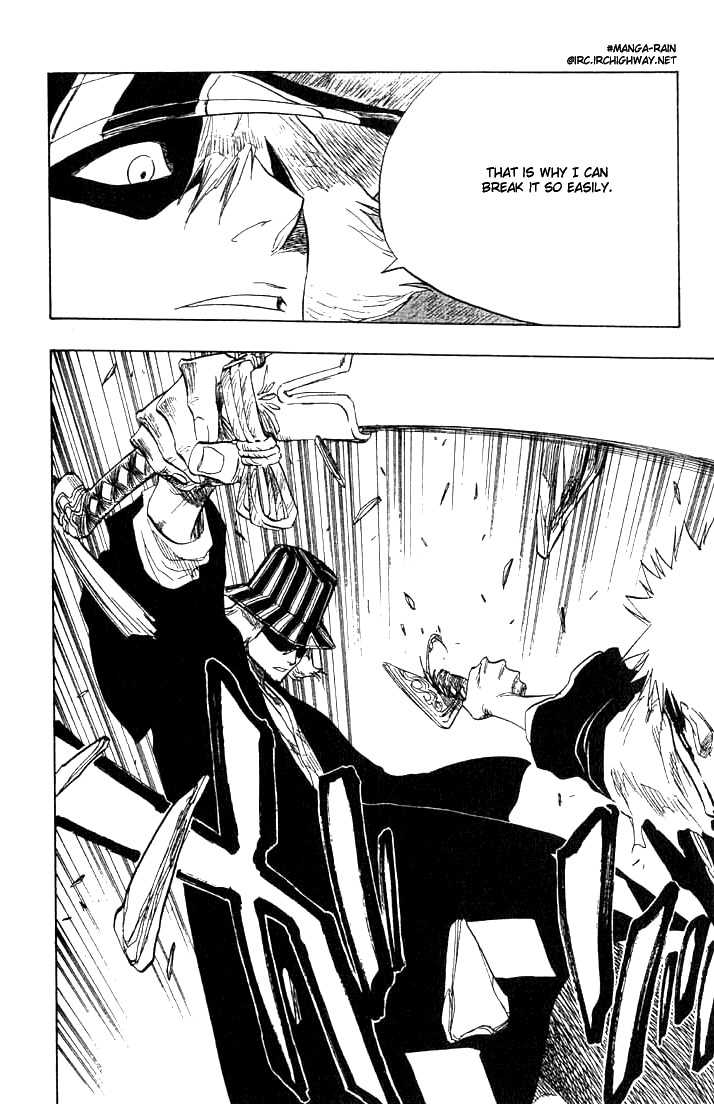 #MANGA-RAIN
@IRC.IRCHIGHWAY.NET
THAT IS WHY I CAN
BREAK IT SO EASILY.